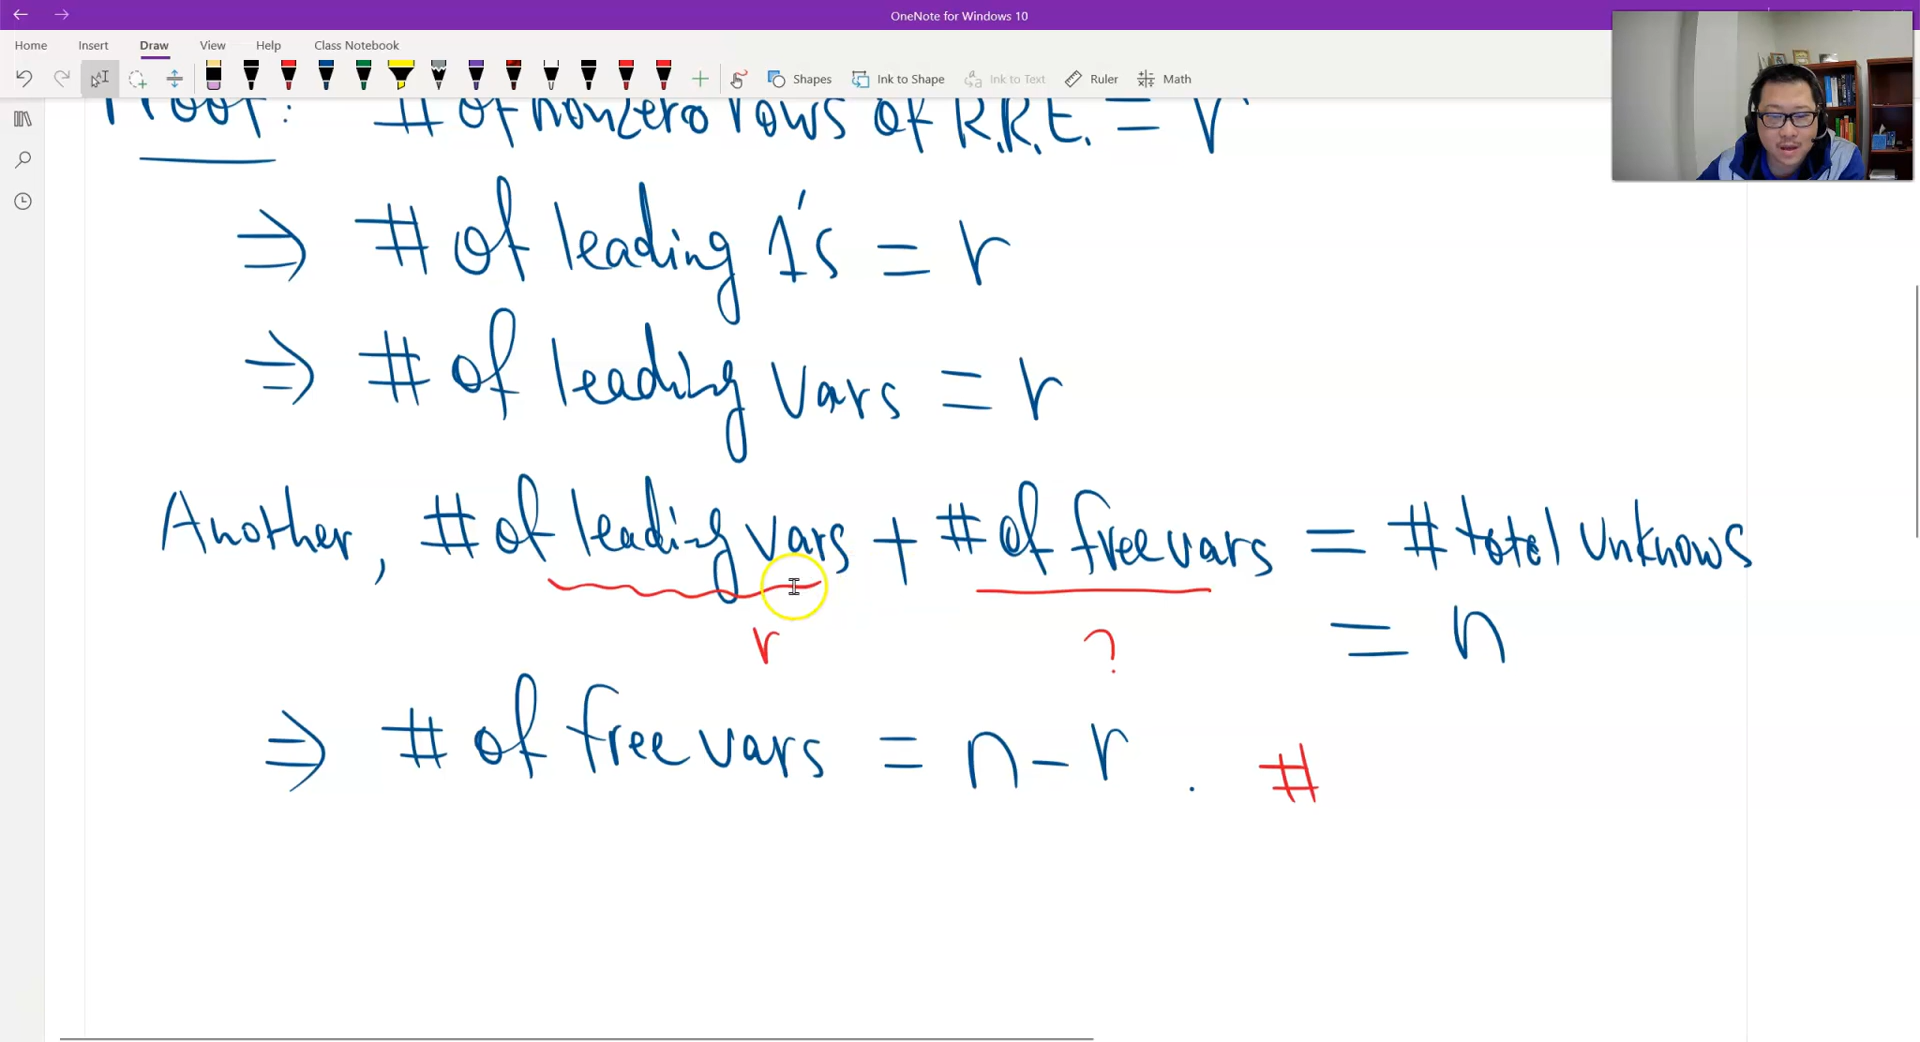 OneNote for Windows 10
Home Insert Draw View Help Class Notebook
Shapes Ink to Shape Ink to Text Ruler Math
Proof: # of nonzero rows of R.R.E. = r
⇒ # of leading 1's = r
⇒ # of leading vars = r
Another, # of leading vars + # of free vars = # totel Unknows
r ? = n
⇒ # of free vars = n - r . #